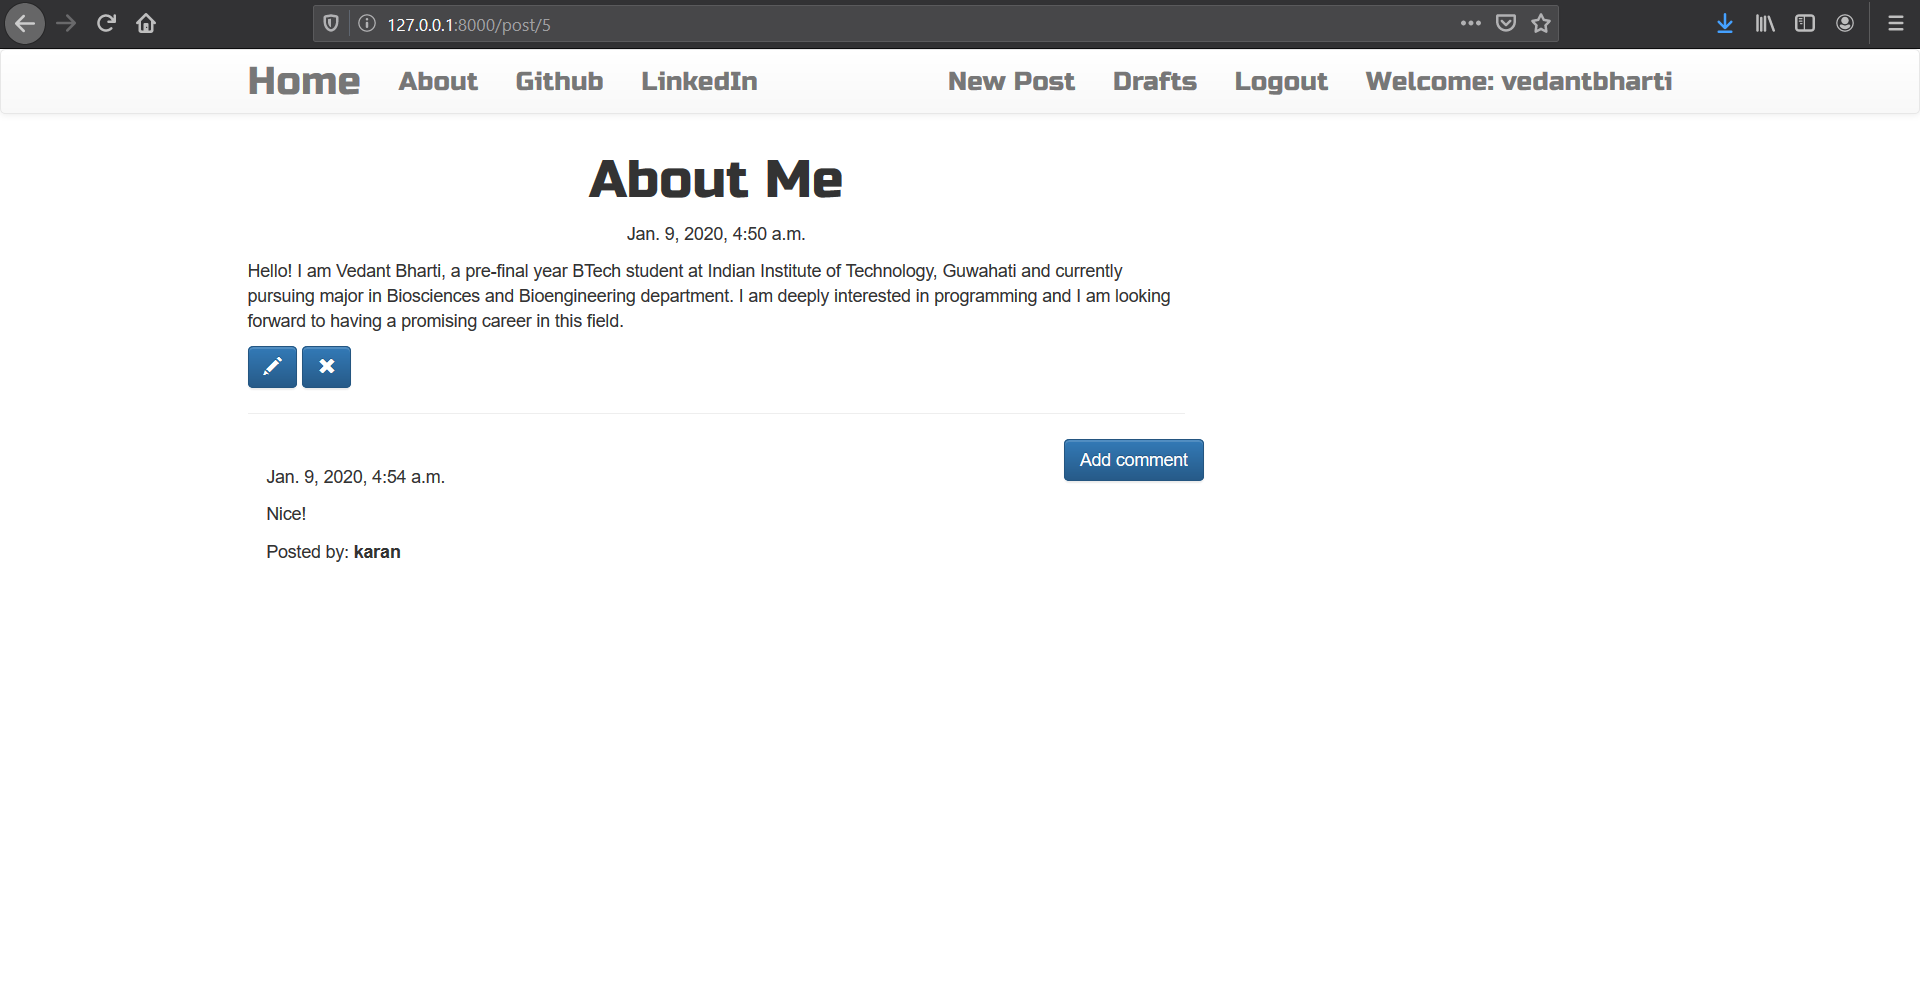 127.0.0.1:8000/post/5
Home About Github LinkedIn New Post Drafts Logout Welcome: vedantbharti
About Me
Jan. 9, 2020, 4:50 a.m.
Hello! I am Vedant Bharti, a pre-final year BTech student at Indian Institute of Technology, Guwahati and currently
pursuing major in Biosciences and Bioengineering department. I am deeply interested in programming and I am looking
forward to having a promising career in this field.
Add comment
Jan. 9, 2020, 4:54 a.m.
Nice!
Posted by: karan